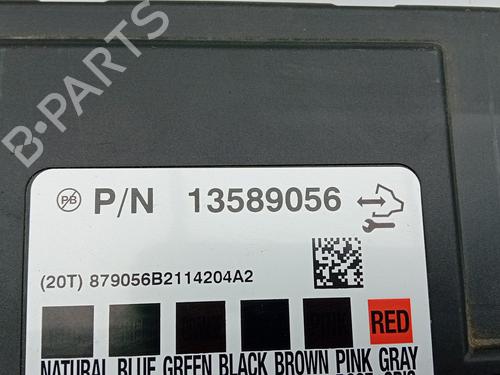 B-PARTS
PB P/N 13589056
(20T) 879056B2114204A2
RED
NATURAL BLUE GREEN BLACK BROWN PINK GRAY